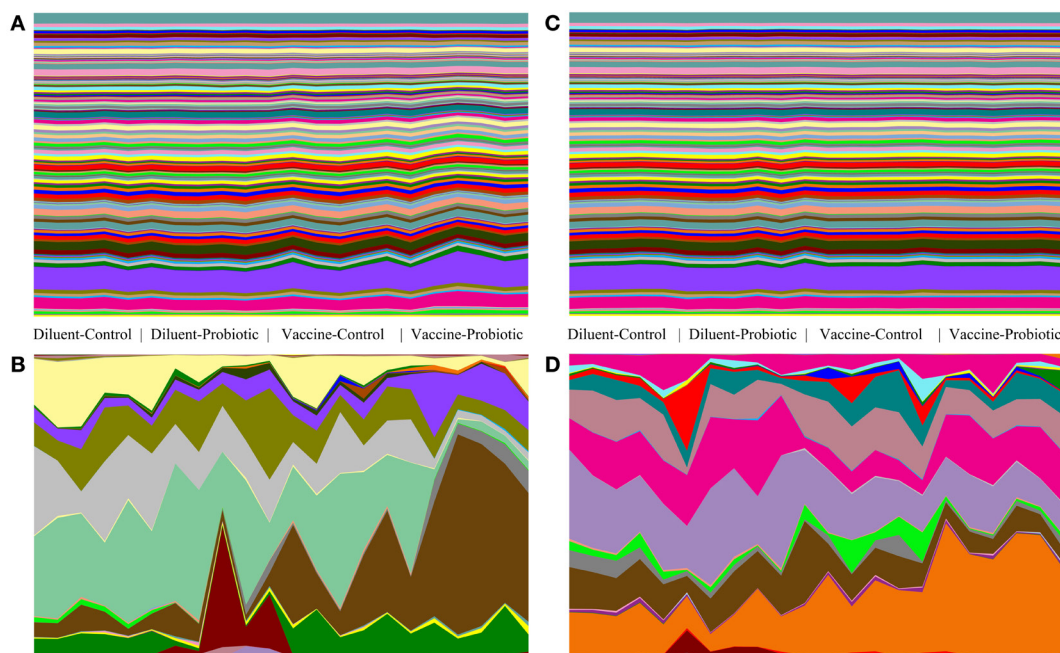 A
C
Diluent-Control | Diluent-Probiotic | Vaccine-Control | Vaccine-Probiotic
Diluent-Control | Diluent-Probiotic | Vaccine-Control | Vaccine-Probiotic
B
D